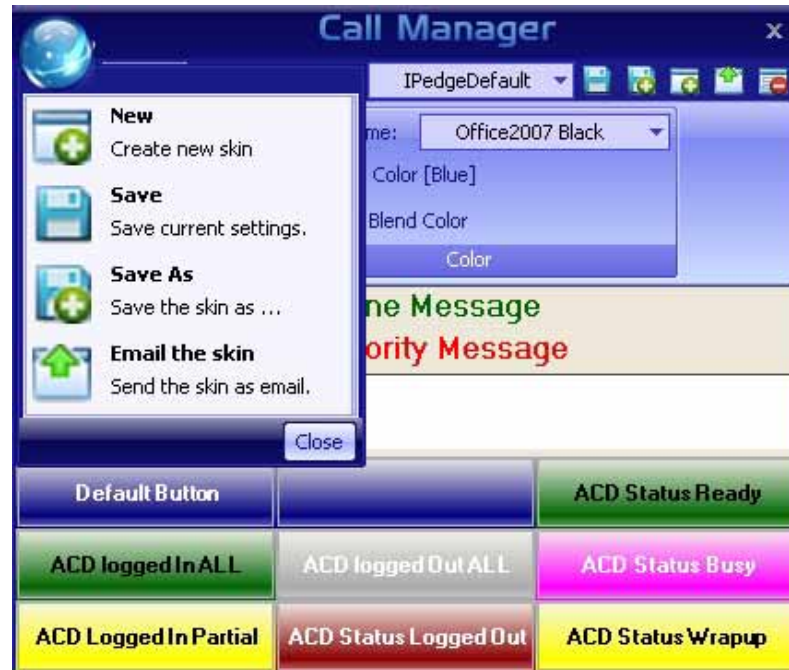 Call Manager
x
IPedgeDefault
New
Create new skin
me:
Office2007 Black
Color [Blue]
Save
Save current settings.
Blend Color
Color
Save As
Save the skin as ...
ne Message
Email the skin
Send the skin as email.
ority Message
Close
Default Button
ACD Status Ready
ACD logged In ALL
ACD logged Out ALL
ACD Status Busy
ACD Logged In Partial
ACD Status Logged Out
ACD Status Wrapup